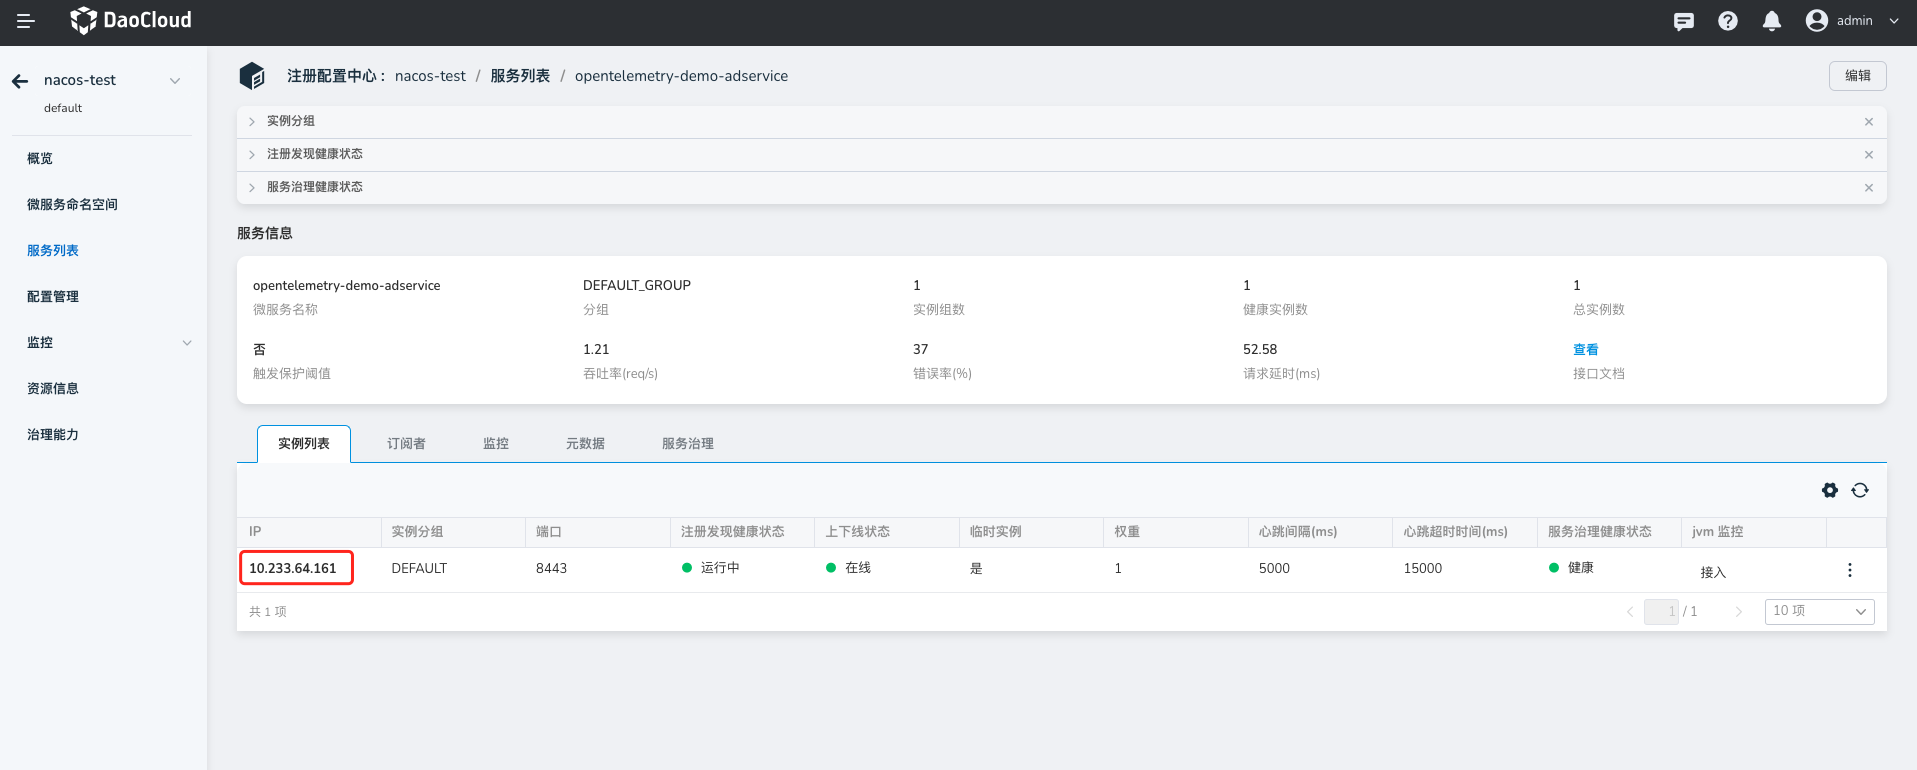 DaoCloud
admin
nacos-test
default
概览
微服务命名空间
服务列表
配置管理
监控
资源信息
治理能力
注册配置中心： nacos-test / 服务列表 / opentelemetry-demo-adservice
编辑
实例分组
注册发现健康状态
服务治理健康状态
服务信息
opentelemetry-demo-adservice DEFAULT_GROUP 1 1 1
微服务名称 分组 实例组数 健康实例数 总实例数
否 1.21 37 52.58 查看
触发保护阈值 吞吐率(req/s) 错误率(%) 请求延时(ms) 接口文档
实例列表 订阅者 监控 元数据 服务治理
IP 实例分组 端口 注册发现健康状态 上下线状态 临时实例 权重 心跳间隔(ms) 心跳超时时间(ms) 服务治理健康状态 jvm 监控
10.233.64.161 DEFAULT 8443 运行中 在线 是 1 5000 15000 健康 接入
共 1 项 1 / 1 10 项